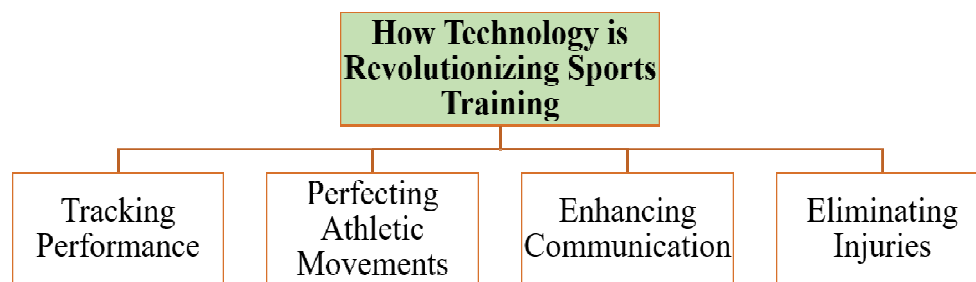 How Technology is
Revolutionizing Sports
Training
Tracking
Performance
Perfecting
Athletic
Movements
Enhancing
Communication
Eliminating
Injuries